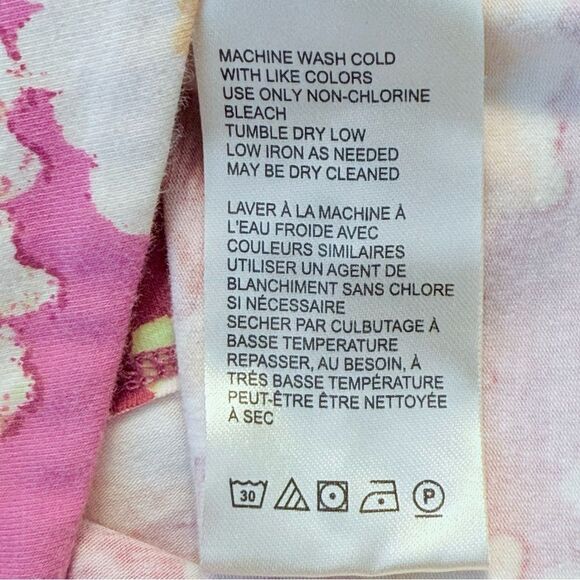 MACHINE WASH COLD
WITH LIKE COLORS
USE ONLY NON-CHLORINE
BLEACH
TUMBLE DRY LOW
LOW IRON AS NEEDED
MAY BE DRY CLEANED
LAVER À LA MACHINE À
L'EAU FROIDE AVEC
COULEURS SIMILAIRES
UTILISER UN AGENT DE
BLANCHIMENT SANS CHLORE
SI NÉCESSAIRE
SECHER PAR CULBUTAGE À
BASSE TEMPERATURE
REPASSER, AU BESOIN, À
TRÈS BASSE TEMPÉRATURE
PEUT-ÊTRE ÊTRE NETTOYÉE
À SEC
30 P